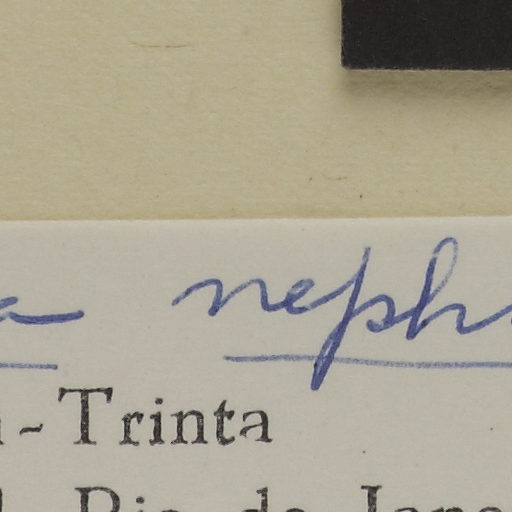 a neph
-Trinta
Rio de Jane